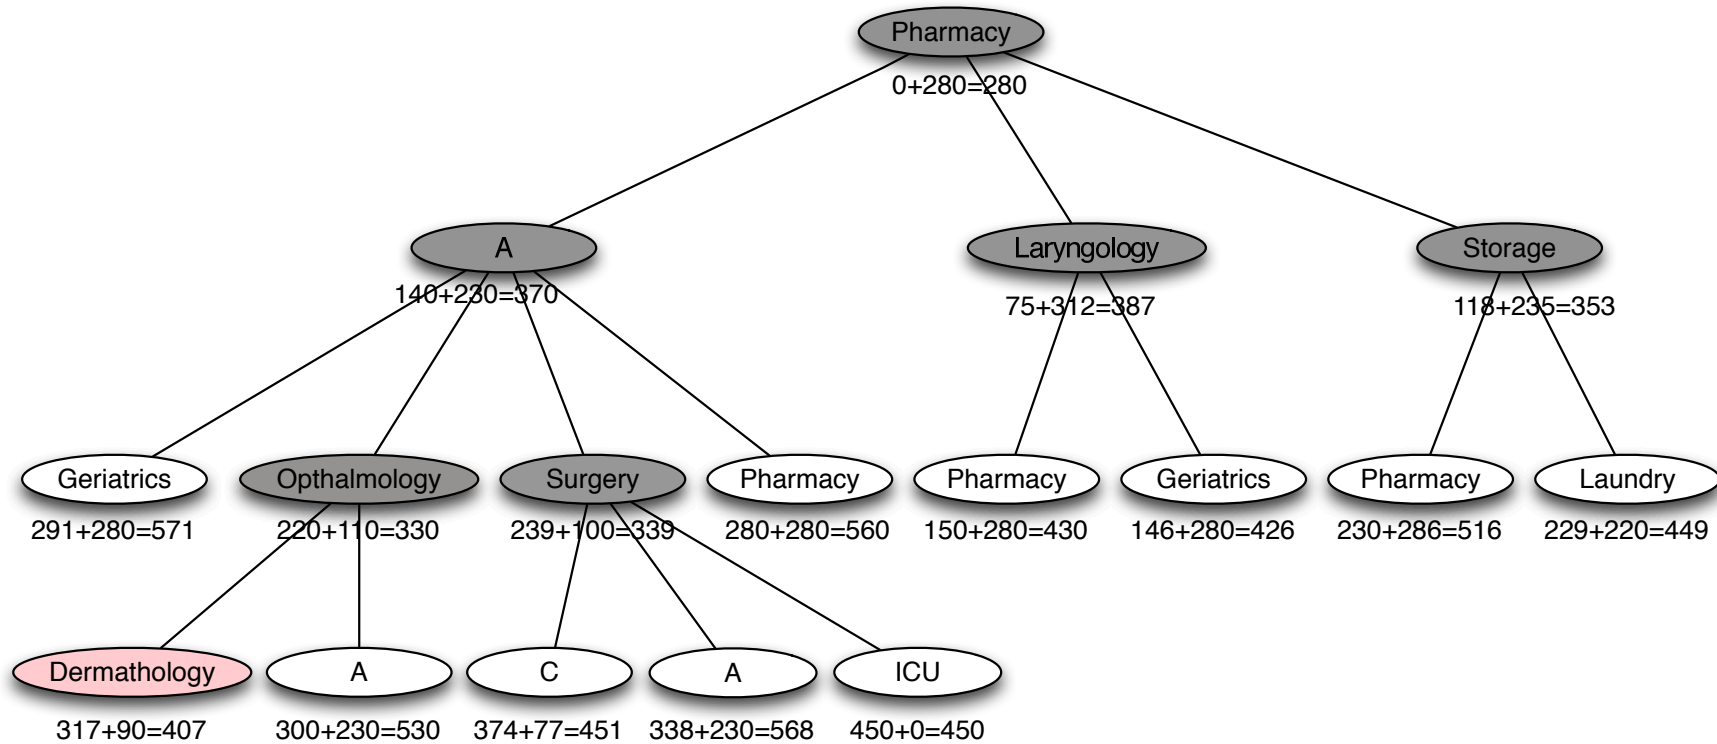 Pharmacy
0+280=280
A
Laryngology
Storage
140+230=370
75+312=387
118+235=353
Geriatrics
Opthalmology
Surgery
Pharmacy
Pharmacy
Geriatrics
Pharmacy
Laundry
291+280=571
220+110=330
239+100=339
280+280=560
150+280=430
146+280=426
230+286=516
229+220=449
Dermathology
A
C
A
ICU
317+90=407
300+230=530
374+77=451
338+230=568
450+0=450